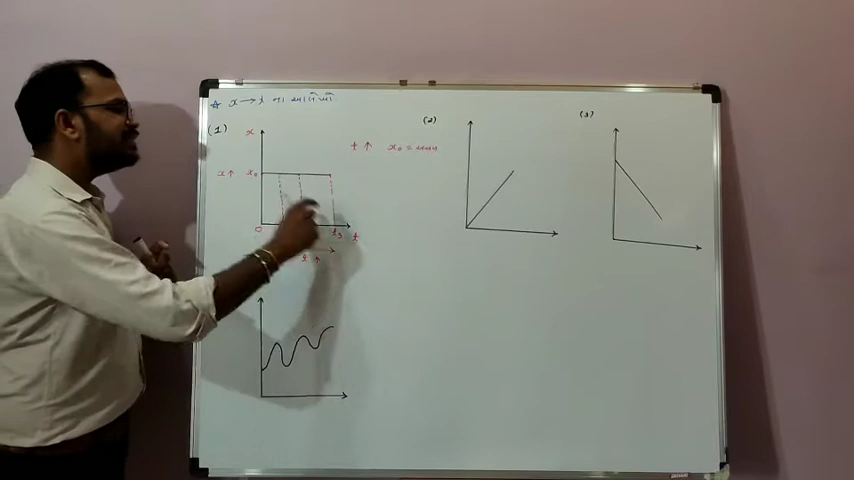 ☆ x → t નો આલેખ
(1)
x
(2)
(3)
t ↑ x₀ = અચળ
x ↑ x₀
0
t₃
t
t ↑